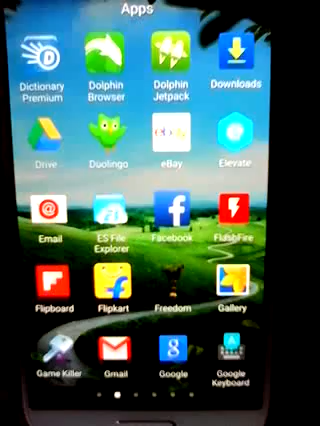 Apps
Dictionary Premium
Dolphin Browser
Dolphin Jetpack
Downloads
Drive
Duolingo
eBay
Elevate
Email
ES File Explorer
Facebook
FlashFire
Flipboard
Flipkart
Freedom
Gallery
Game Killer
Gmail
Google
Google Keyboard